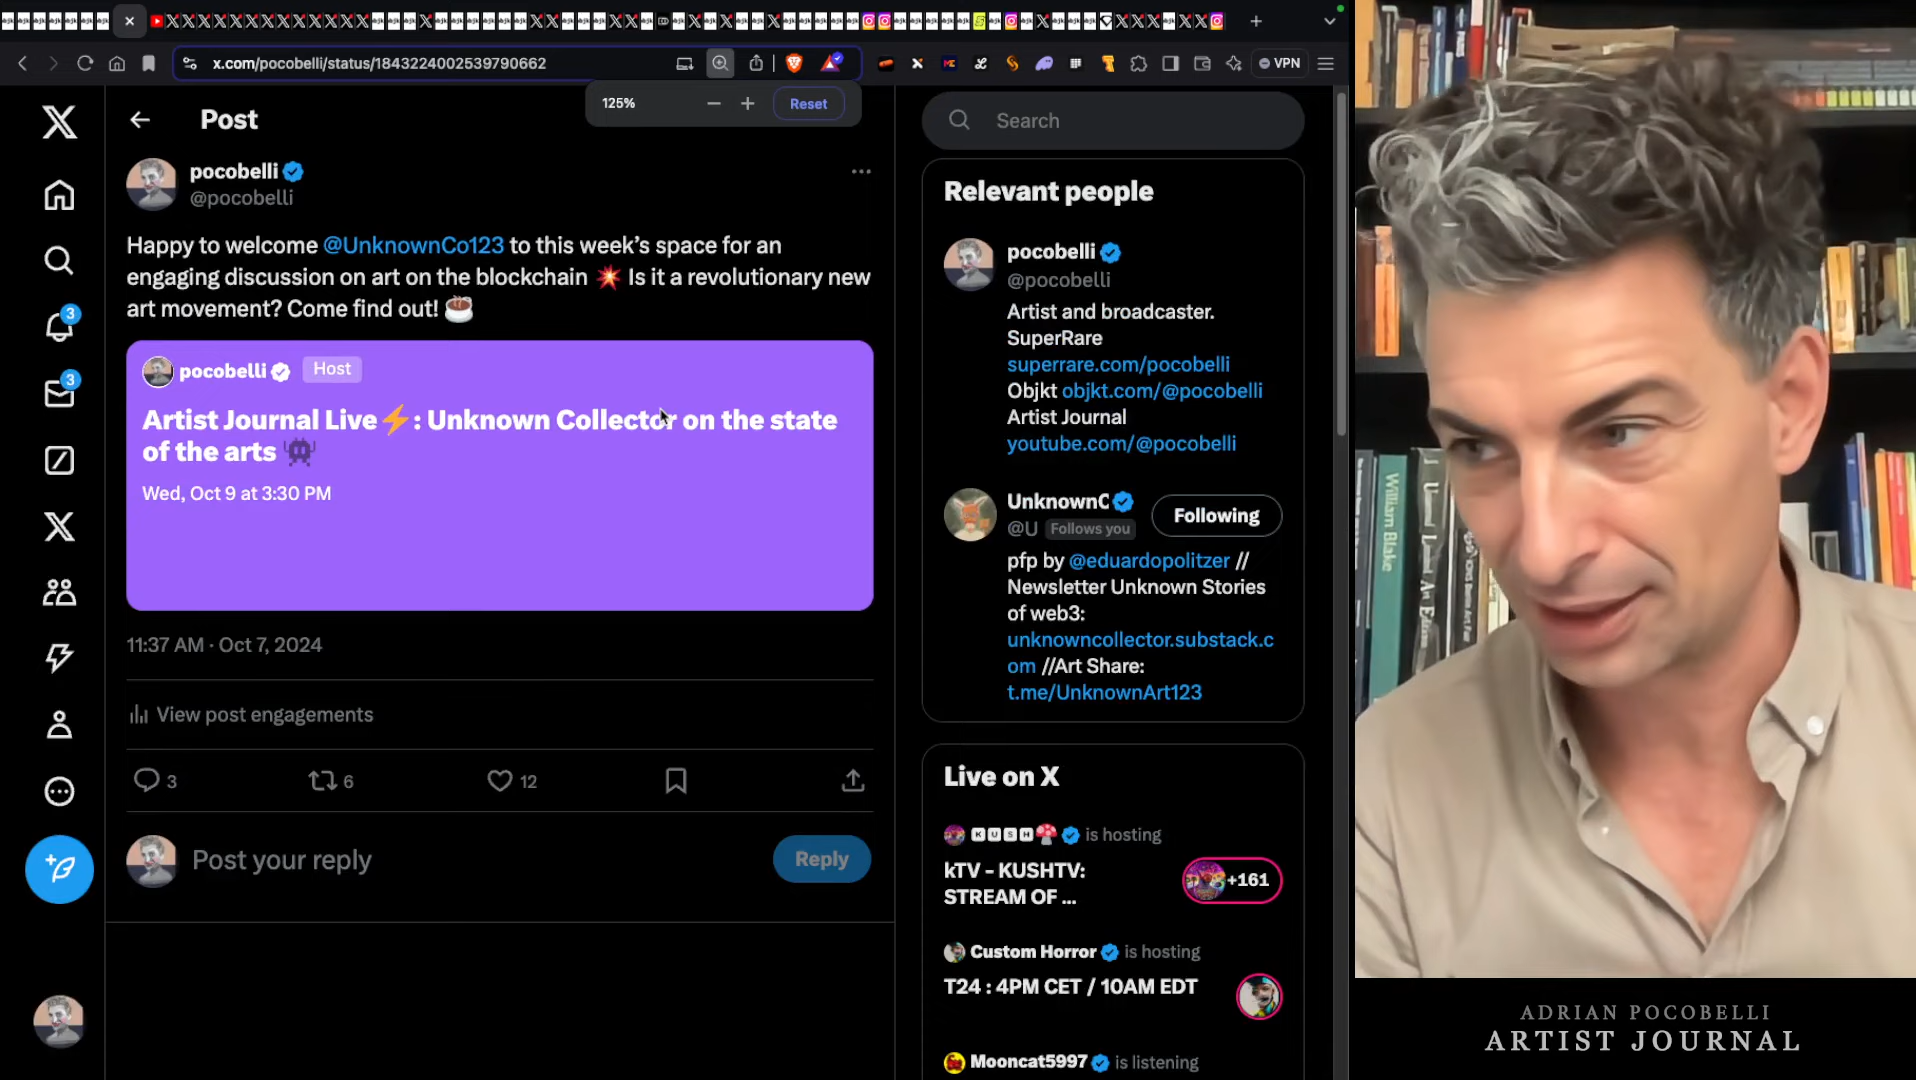 x.com/pocobelli/status/1843224002539790662
VPN
125%
Reset
Post
Search
pocobelli
@pocobelli
Happy to welcome @UnknownCo123 to this week's space for an
engaging discussion on art on the blockchain 💥 Is it a revolutionary new
art movement? Come find out! ☕
pocobelli Host
Artist Journal Live⚡: Unknown Collector on the state
of the arts 👾
Wed, Oct 9 at 3:30 PM
11:37 AM · Oct 7, 2024
View post engagements
3
6
12
Post your reply
Reply
3
3
Relevant people
pocobelli
@pocobelli
Artist and broadcaster.
SuperRare
superrare.com/pocobelli
Objkt objkt.com/@pocobelli
Artist Journal
youtube.com/@pocobelli
UnknownC
Following
@U Follows you
pfp by @eduardopolitzer //
Newsletter Unknown Stories
of web3:
unknowncollector.substack.c
om //Art Share:
t.me/UnknownArt123
Live on X
KUSH🍄 is hosting
kTV - KUSHTV:
STREAM OF ...
+161
Custom Horror is hosting
T24 : 4PM CET / 10AM EDT
Mooncat5997 is listening
William Blake
ADRIAN POCOBELLI
ARTIST JOURNAL